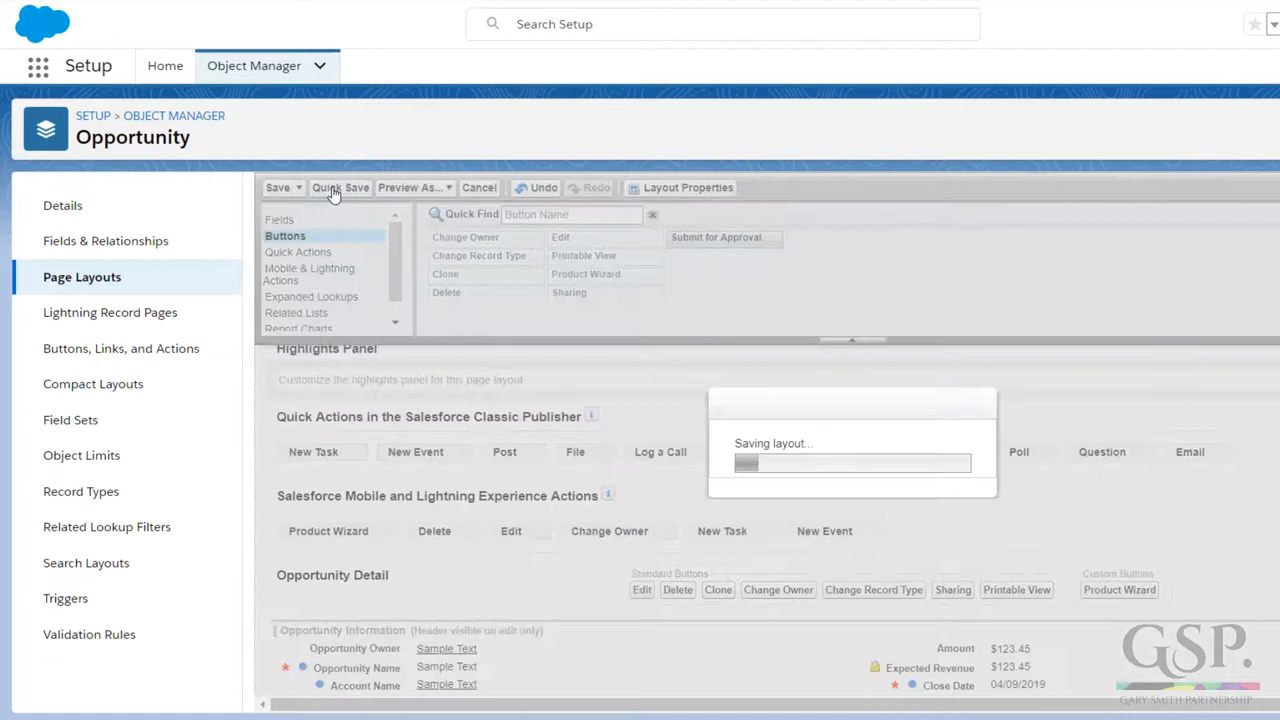 Search Setup
Setup
Home
Object Manager
SETUP > OBJECT MANAGER
Opportunity
Details
Fields & Relationships
Page Layouts
Lightning Record Pages
Buttons, Links, and Actions
Compact Layouts
Field Sets
Object Limits
Record Types
Related Lookup Filters
Search Layouts
Triggers
Validation Rules
Save Quick Save Preview As... Cancel Undo Redo Layout Properties
Fields
Buttons
Quick Actions
Mobile & Lightning
Actions
Expanded Lookups
Related Lists
Report Charts
Quick Find Button Name
Change Owner Edit Submit for Approval
Change Record Type Printable View
Clone Product Wizard
Delete Sharing
Highlights Panel
Customize the highlights panel for this page layout
Quick Actions in the Salesforce Classic Publisher
New Task New Event Post File Log a Call Poll Question Email
Saving layout...
Salesforce Mobile and Lightning Experience Actions
Product Wizard Delete Edit Change Owner New Task New Event
Opportunity Detail
Standard Buttons
Edit Delete Clone Change Owner Change Record Type Sharing Printable View
Custom Buttons
Product Wizard
Opportunity Information (Header visible on edit only)
Opportunity Owner Sample Text Amount $123.45
* Opportunity Name Sample Text Expected Revenue $123.45
Account Name Sample Text * Close Date 04/09/2019
GSP.
GARY SMITH PARTNERSHIP